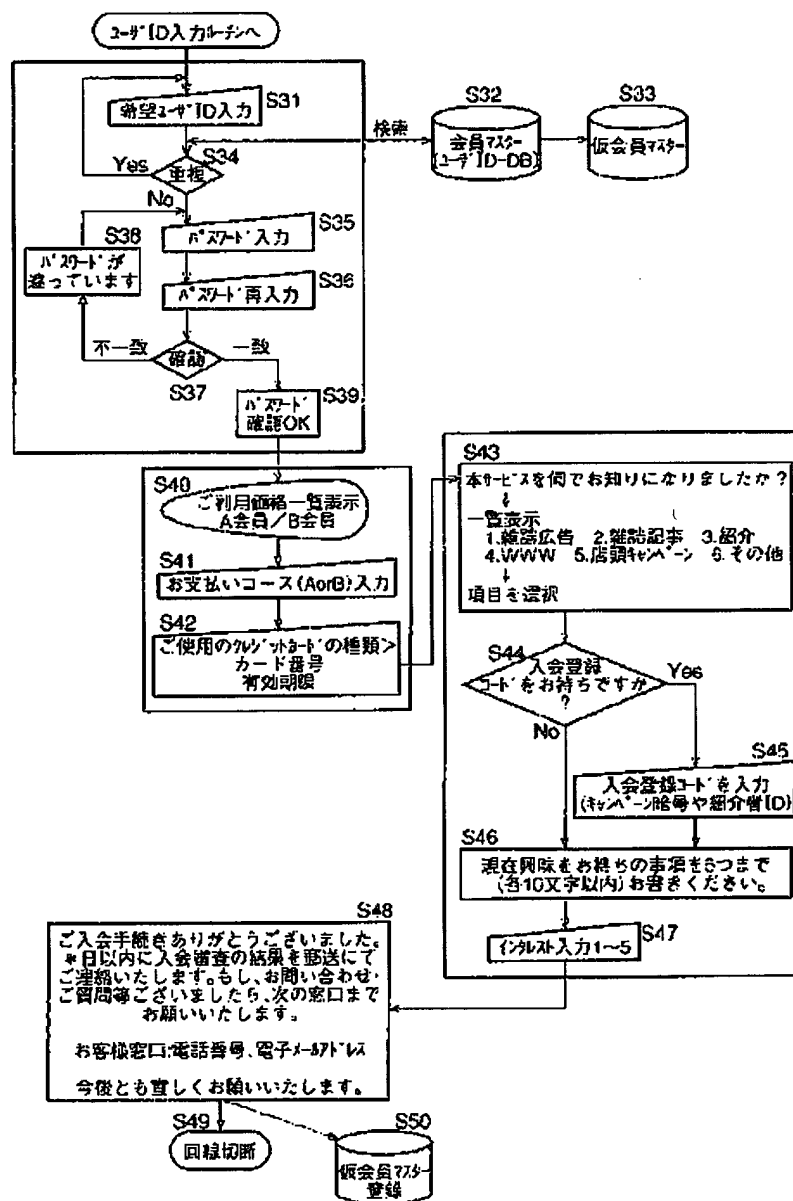 ユーザID入力ルーチンへ
S31
希望ユーザID入力
S32
会員マスター
(ユーザID-DB)
S33
仮会員マスター
検索
S34
重複
Yes
No
S35
パスワード入力
S36
パスワード再入力
S38
パスワードが
違っています
不一致
確認
一致
S37
S39
パスワード
確認OK
S40
ご利用価格一覧表示
A会員/B会員
S41
お支払いコース(AorB)入力
S42
ご使用のクレジットカードの種類>
カード番号
有効期限
S43
本サービスを何でお知りになりましたか?
一覧表示
1.雑誌広告 2.雑誌記事 3.紹介
4.WWW 5.店頭キャンペーン 6.その他
項目を選択
S44
入会登録
コードをお持ちですか
?
Yes
No
S45
入会登録コードを入力
(キャンペーン暗号や紹介者ID)
S46
現在興味をお持ちの事項を5つまで
(各10文字以内)お書きください。
S47
インタレスト入力1~5
S48
ご入会手続きありがとうございました。
*日以内に入会審査の結果を郵送にて
ご連絡いたします。もし、お問い合わせ・
ご質問等ございましたら、次の窓口まで
お願いいたします。
お客様窓口:電話番号、電子メールアドレス
今後とも宜しくお願いいたします。
S49
回線切断
S50
仮会員マスター
登録